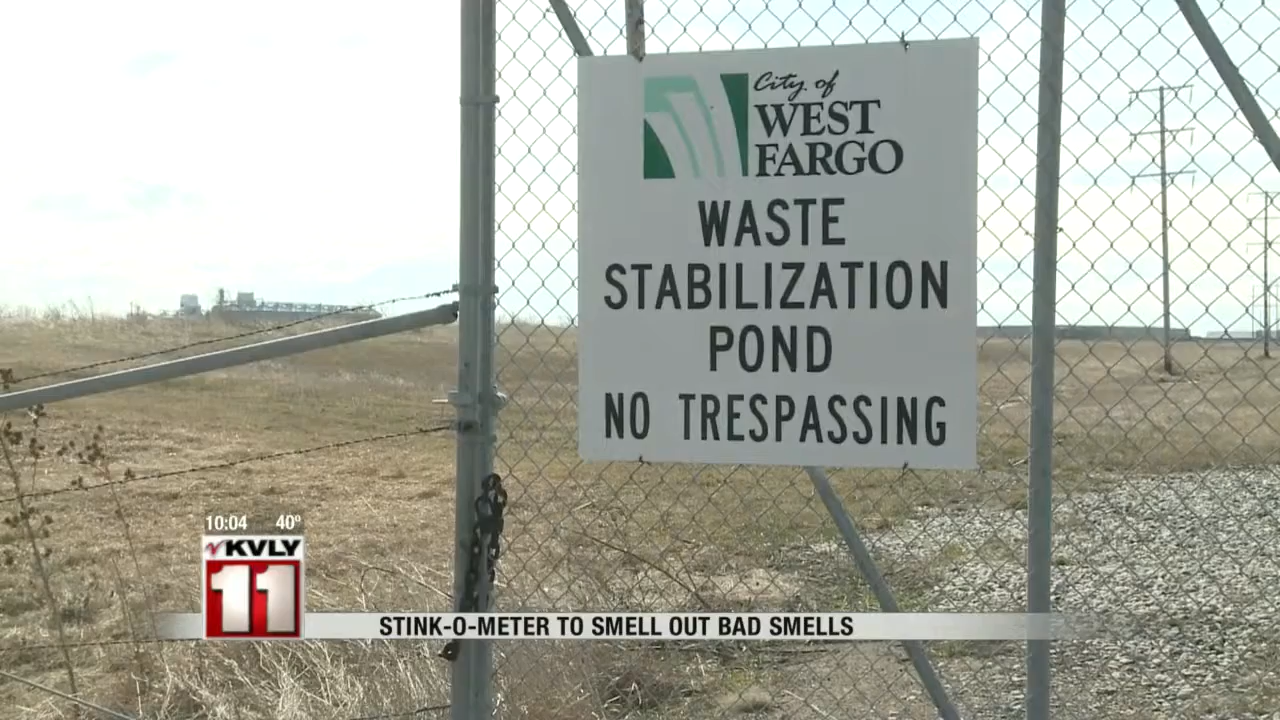 City of
WEST
FARGO
WASTE
STABILIZATION
POND
NO TRESPASSING
10:04 40°
KVLY
11
STINK-O-METER TO SMELL OUT BAD SMELLS